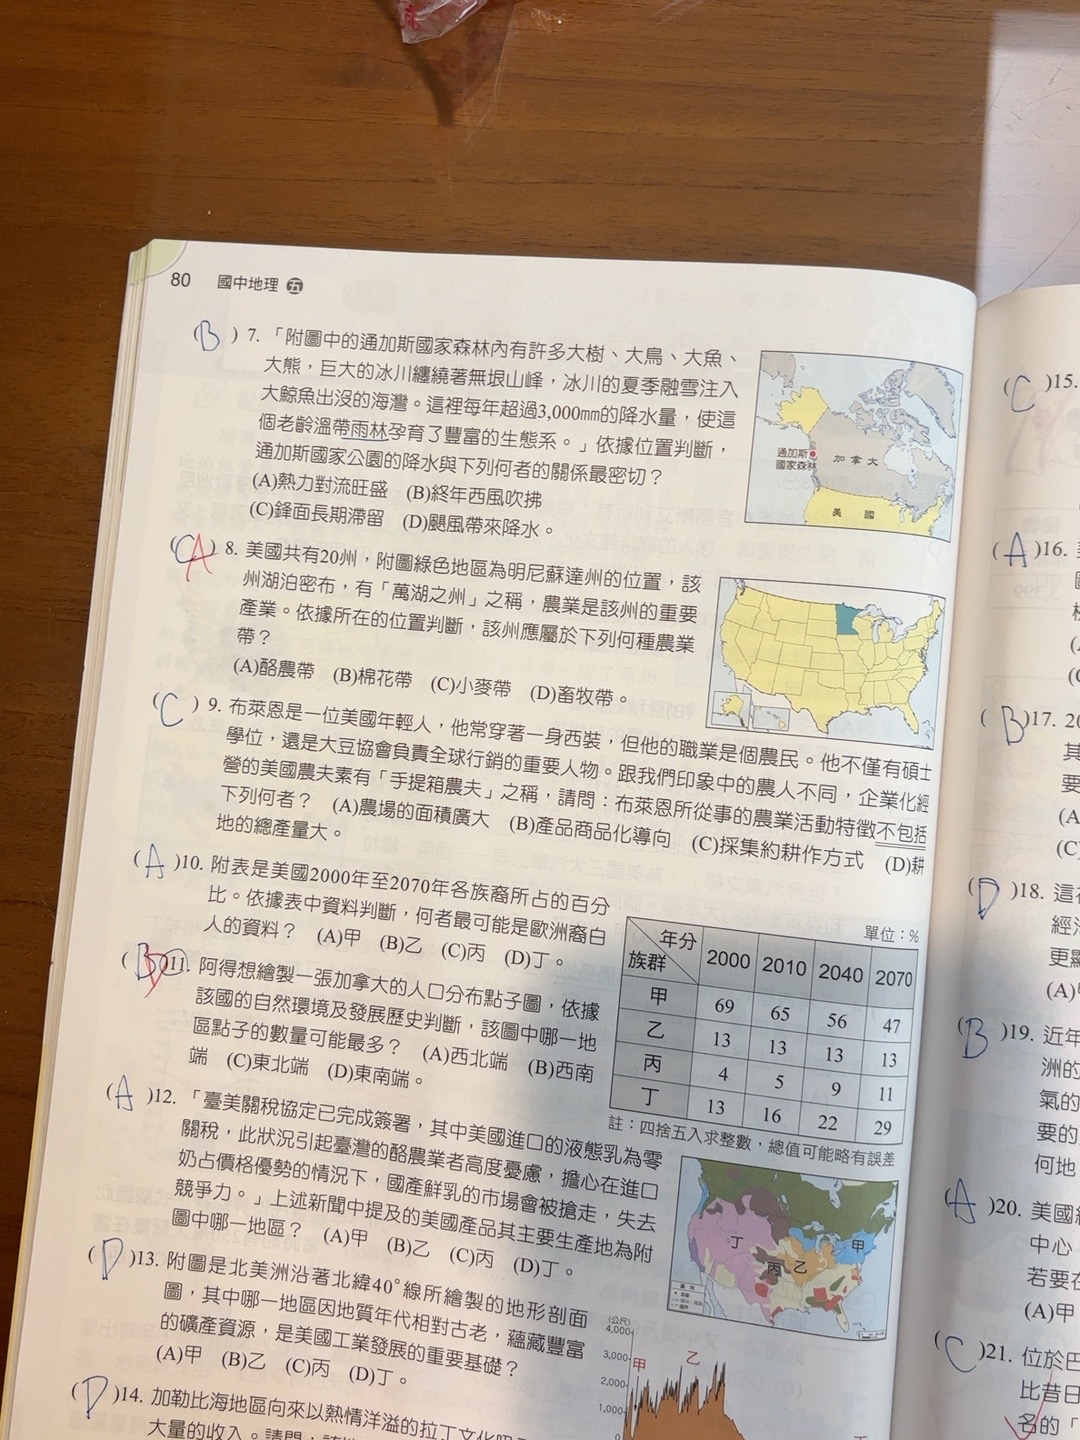 80 國中地理 五
(B) 7. 「附圖中的通加斯國家森林內有許多大樹、大鳥、大魚、
大熊，巨大的冰川纏繞著無垠山峰，冰川的夏季融雪注入
大鯨魚出沒的海灣。這裡每年超過3,000mm的降水量，使這
個老齡溫帶雨林孕育了豐富的生態系。」依據位置判斷，
通加斯國家公園的降水與下列何者的關係最密切？
(A)熱力對流旺盛 (B)終年西風吹拂
(C)鋒面長期滯留 (D)颶風帶來降水。
通加斯
國家森林
加拿大
美國
(C) A 8. 美國共有20州，附圖綠色地區為明尼蘇達州的位置，該
州湖泊密布，有「萬湖之州」之稱，農業是該州的重要
產業。依據所在的位置判斷，該州應屬於下列何種農業
帶？
(A)酪農帶 (B)棉花帶 (C)小麥帶 (D)畜牧帶。
(C) 9. 布萊恩是一位美國年輕人，他常穿著一身西裝，但他的職業是個農民。他不僅有碩士
學位，還是大豆協會負責全球行銷的重要人物。跟我們印象中的農人不同，企業化經
營的美國農夫素有「手提箱農夫」之稱，請問：布萊恩所從事的農業活動特徵不包括
下列何者？ (A)農場的面積廣大 (B)產品商品化導向 (C)採集約耕作方式 (D)耕
地的總產量大。
(A)10. 附表是美國2000年至2070年各族裔所占的百分
比。依據表中資料判斷，何者最可能是歐洲裔白
人的資料？ (A)甲 (B)乙 (C)丙 (D)丁。
單位：%
年分
族群
2000 2010 2040 2070
甲 69 65 56 47
乙 13 13 13 13
丙 4 5 9 11
丁 13 16 22 29
註：四捨五入求整數，總值可能略有誤差
(B D 11. 阿得想繪製一張加拿大的人口分布點子圖，依據
該國的自然環境及發展歷史判斷，該圖中哪一地
區點子的數量可能最多？ (A)西北端 (B)西南
端 (C)東北端 (D)東南端。
(A)12. 「臺美關稅協定已完成簽署，其中美國進口的液態乳為零
關稅，此狀況引起臺灣的酪農業者高度憂慮，擔心在進口
奶占價格優勢的情況下，國產鮮乳的市場會被搶走，失去
競爭力。」上述新聞中提及的美國產品其主要生產地為附
圖中哪一地區？ (A)甲 (B)乙 (C)丙 (D)丁。
丁
丙
乙
甲
(D)13. 附圖是北美洲沿著北緯40°線所繪製的地形剖面
圖，其中哪一地區因地質年代相對古老，蘊藏豐富
的礦產資源，是美國工業發展的重要基礎？
(A)甲 (B)乙 (C)丙 (D)丁。
(公尺)
4,000
3,000
2,000
1,000
0
甲
乙
(D)14. 加勒比海地區向來以熱情洋溢的拉丁文化
大量的收入。請問：
(C)15.
(A)16.
(A
(C
(B)17. 20
其
要
(A
(C)
(D)18. 這
經濟
更顯
(A)
(B)19. 近年
洲的
氣的
要的
何地
(A)20. 美國
中心
若要在
(A)甲
(C)21. 位於巴
比昔日
名的「